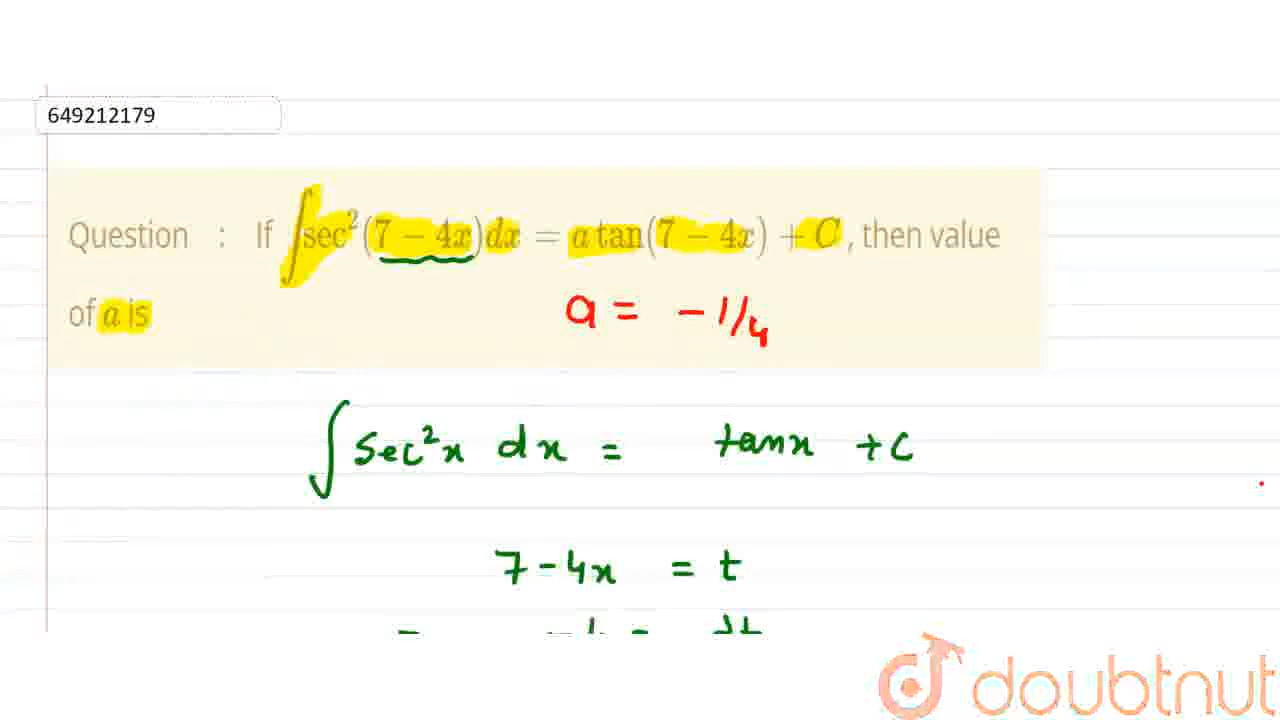 649212179
Question : If ∫sec²(7 − 4x)dx = a tan(7 − 4x) + C, then value
of a is
a = −1/4
∫ sec²x dx = tanx + c
7 − 4x = t
doubtnut